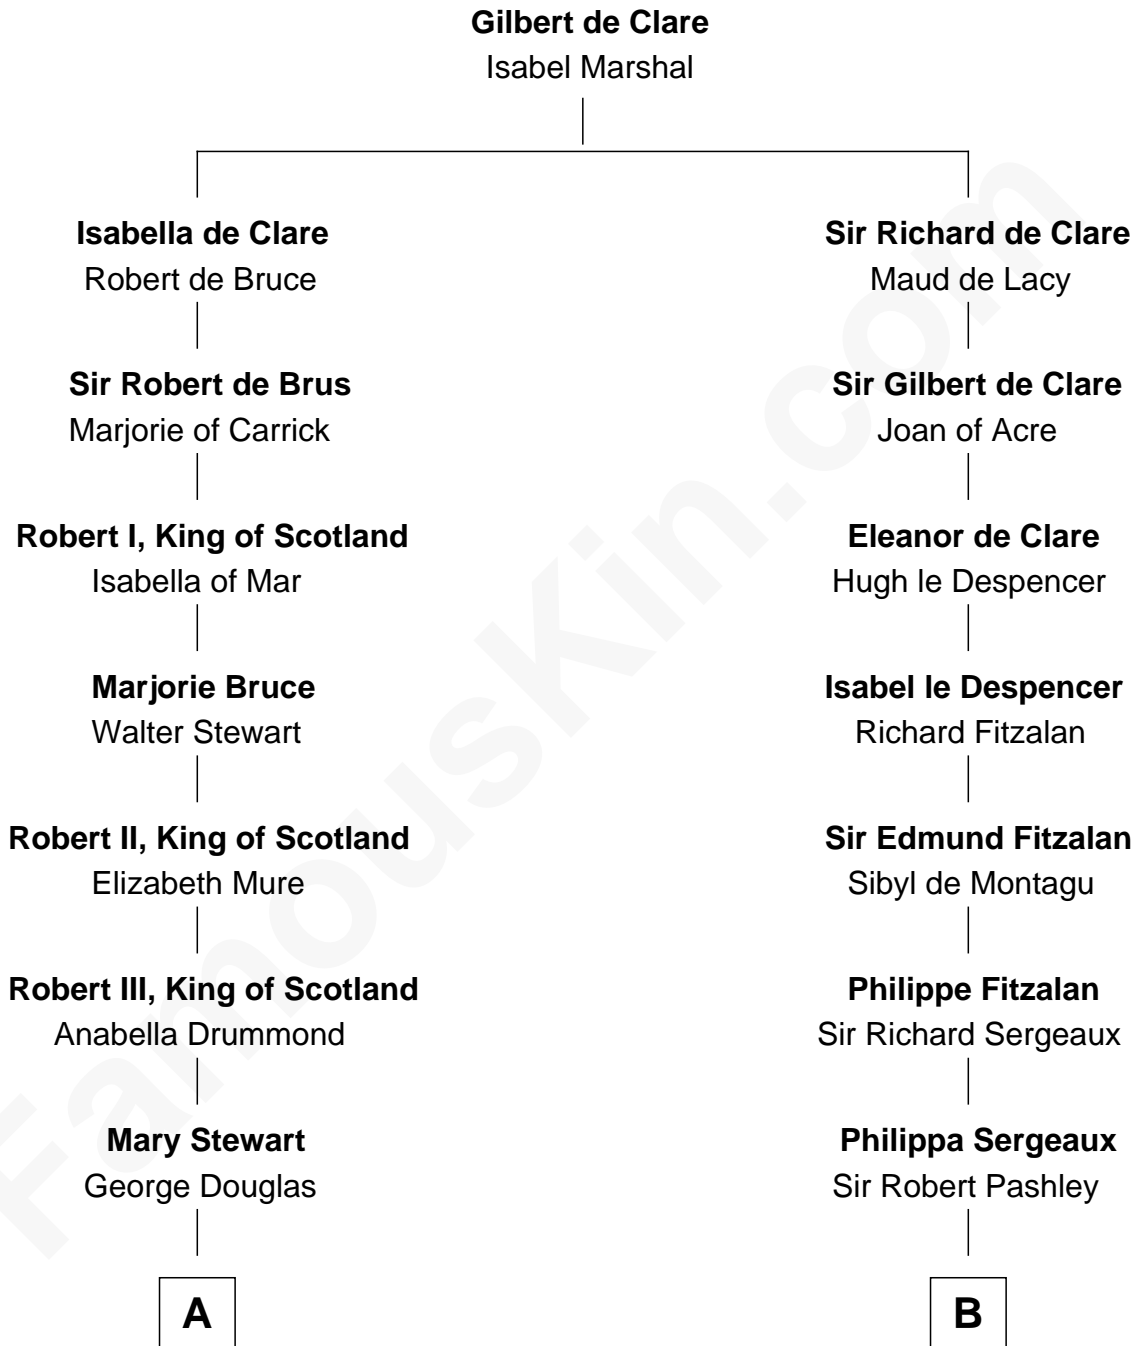 Gilbert de Clare
Isabel Marshal
Isabella de Clare
Robert de Bruce
Sir Richard de Clare
Maud de Lacy
Sir Robert de Brus
Marjorie of Carrick
Sir Gilbert de Clare
Joan of Acre
Robert I, King of Scotland
Isabella of Mar
Eleanor de Clare
Hugh le Despencer
Marjorie Bruce
Walter Stewart
Isabel le Despencer
Richard Fitzalan
Robert II, King of Scotland
Elizabeth Mure
Sir Edmund Fitzalan
Sibyl de Montagu
Robert III, King of Scotland
Anabella Drummond
Philippe Fitzalan
Sir Richard Sergeaux
Mary Stewart
George Douglas
Philippa Sergeaux
Sir Robert Pashley
A
B
FamousKin.com